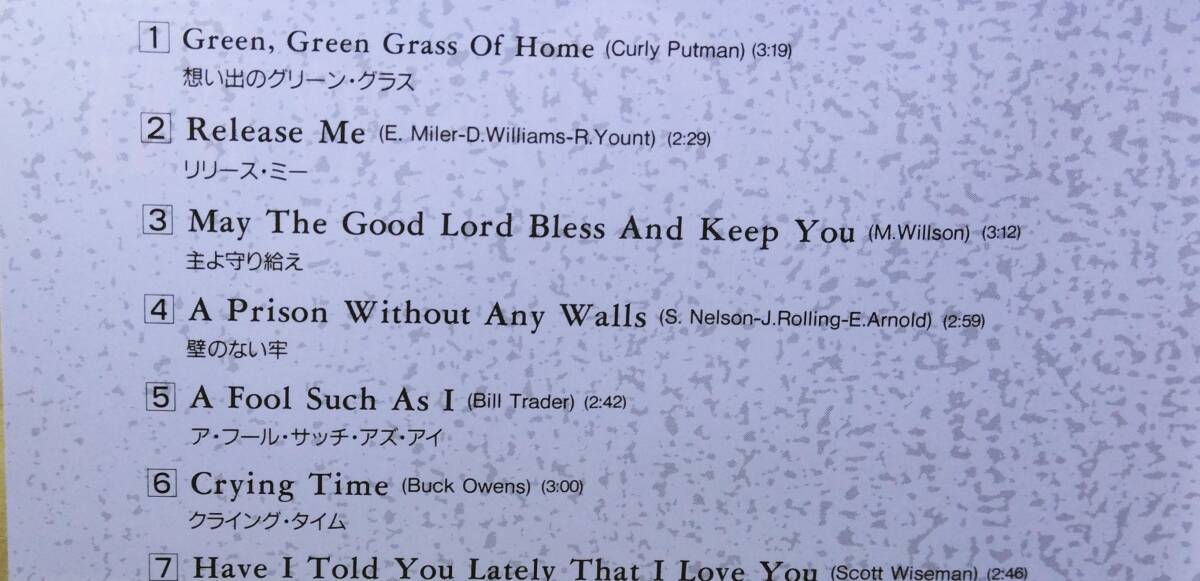 1 Green, Green Grass Of Home (Curly Putman) (3:19)
想い出のグリーン・グラス
2 Release Me (E. Miler-D.Williams-R.Yount) (2:29)
リリース・ミー
3 May The Good Lord Bless And Keep You (M.Willson) (3:12)
主よ守り給え
4 A Prison Without Any Walls (S. Nelson-J.Rolling-E.Arnold) (2:59)
壁のない牢
5 A Fool Such As I (Bill Trader) (2:42)
ア・フール・サッチ・アズ・アイ
6 Crying Time (Buck Owens) (3:00)
クライング・タイム
7 Have I Told You Lately That I Love You (Scott Wiseman) (2:46)